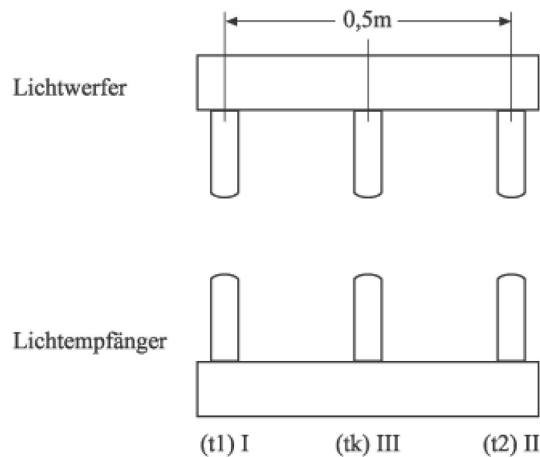 0,5m
Lichtwerfer
Lichtempfänger
(t1) I (tk) III (t2) II